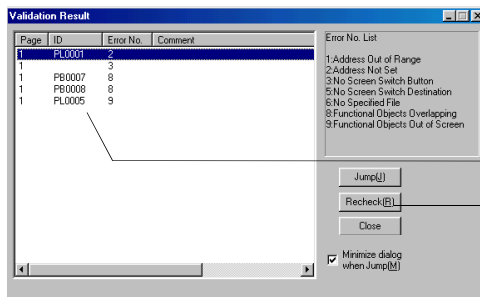 Validation Result
Page ID Error No. Comment
1 PL0001 2
1 3
1 PB0007 8
1 PB0008 8
1 PL0005 9
Error No. List
1:Address Out of Range
2:Address Not Set
3:No Screen Switch Button
5:No Screen Switch Destination
6:No Specified File
8:Functional Objects Overlapping
9:Functional Objects Out of Screen
Jump(J)
Recheck(R)
Close
Minimize dialog
when Jump(M)